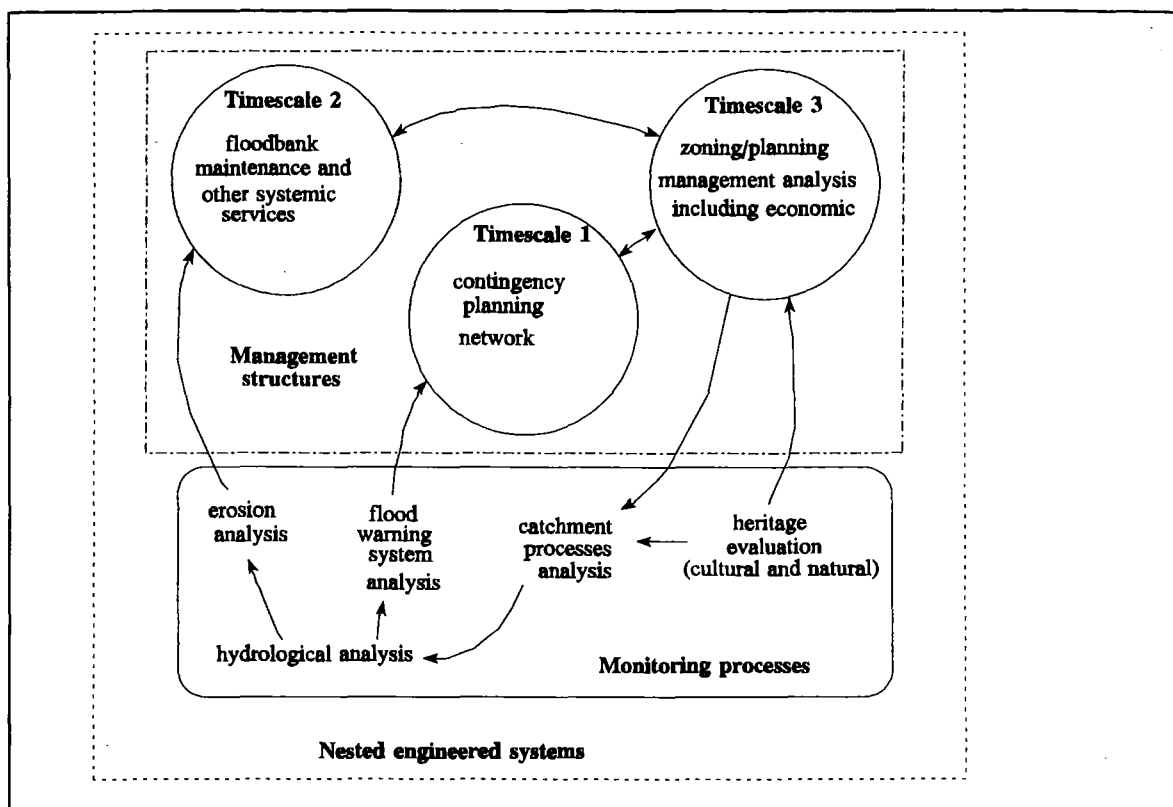 Timescale 2
floodbank
maintenance and
other systemic
services
Timescale 3
zoning/planning
management analysis
including economic
Timescale 1
contingency
planning
network
Management
structures
erosion
analysis
flood
warning
system
analysis
catchment
processes
analysis
heritage
evaluation
(cultural and natural)
hydrological analysis
Monitoring processes
Nested engineered systems